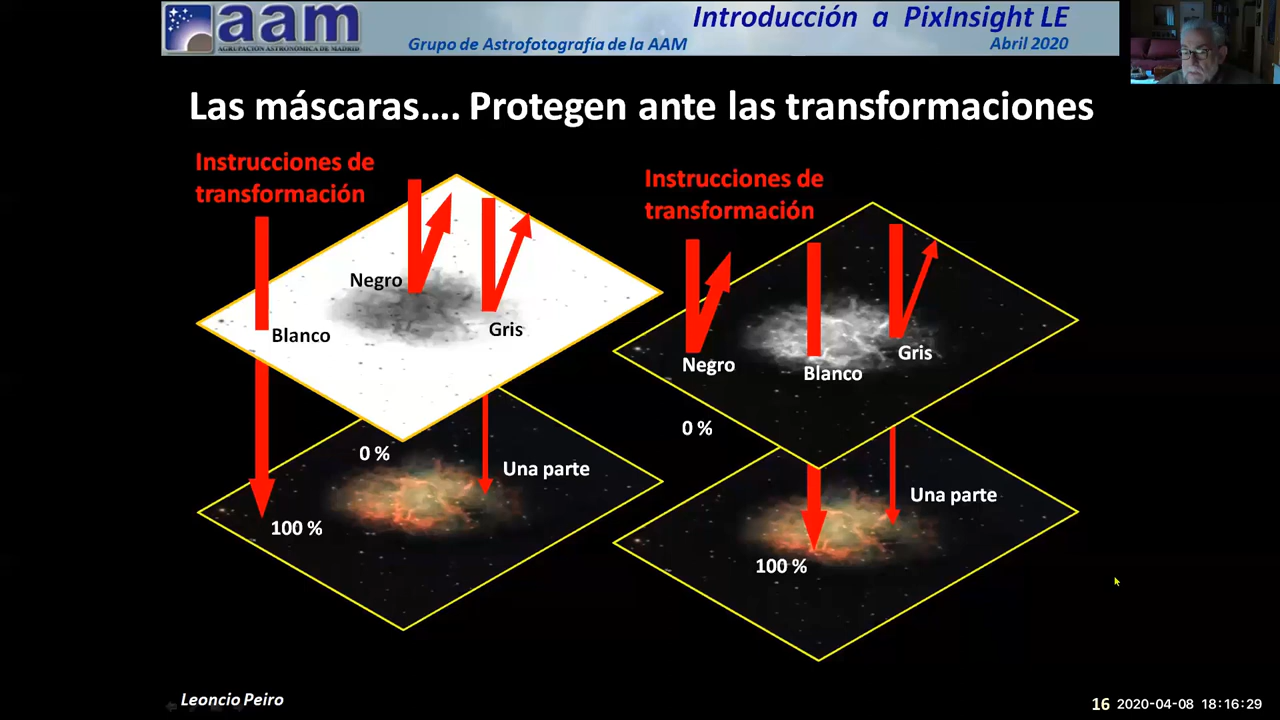 aam
AGRUPACIÓN ASTRONÓMICA DE MADRID
Introducción a PixInsight LE
Grupo de Astrofotografía de la AAM
Abril 2020
Las máscaras…. Protegen ante las transformaciones
Instrucciones de
transformación
Negro
Blanco
Gris
0 %
Una parte
100 %
Instrucciones de
transformación
Negro
Blanco
Gris
0 %
Una parte
100 %
Leoncio Peiro
16 2020-04-08 18:16:29